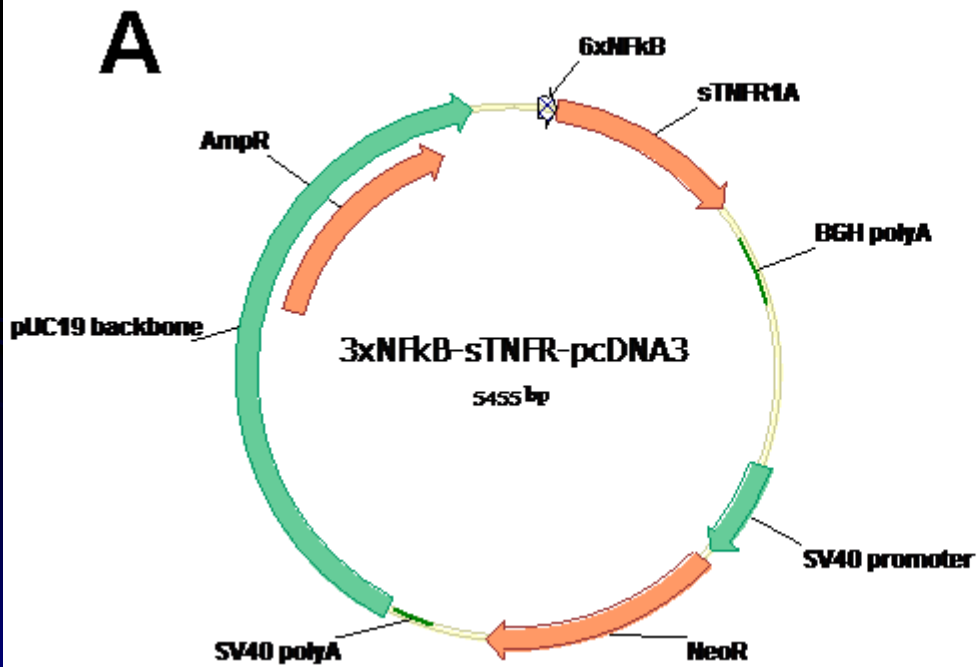 A
6xNFkB
sTNFR1A
AmpR
BGH polyA
pUC19 backbone
3xNFkB-sTNFR-pcDNA3
5455 bp
SV40 promoter
SV40 polyA
NeoR